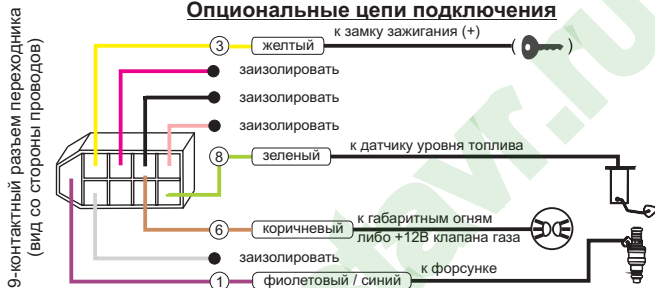 Опциональные цепи подключения
9-контактный разъем переходника
(вид со стороны проводов)
3 желтый к замку зажигания (+) ( )
заизолировать
заизолировать
заизолировать
8 зеленый к датчику уровня топлива
6 коричневый к габаритным огням
либо +12В клапана газа
заизолировать
1 фиолетовый / синий к форсунке